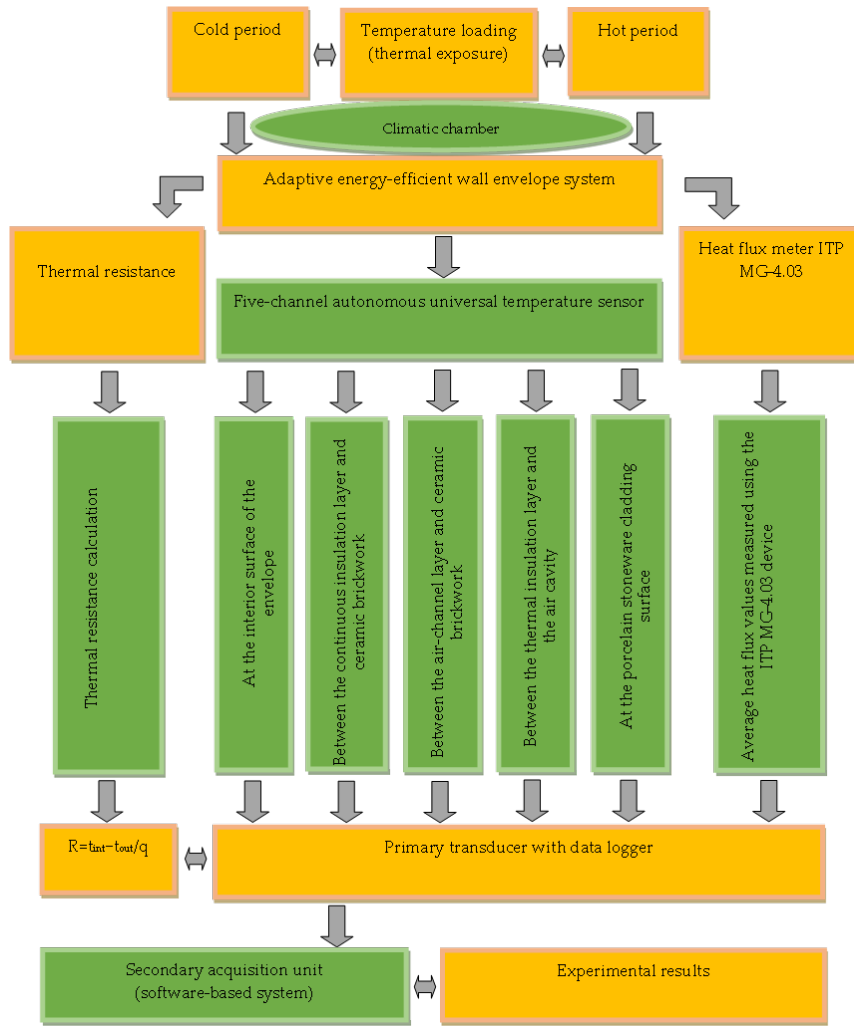 Cold period
Temperature loading
(thermal exposure)
Hot period
Climatic chamber
Adaptive energy-efficient wall envelope system
Thermal resistance
Heat flux meter ITP
MG-4.03
Five-channel autonomous universal temperature sensor
Thermal resistance calculation
At the interior surface of the
envelope
Between the continuous insulation layer and
ceramic brickwork
Between the air-channel layer and ceramic
brickwork
Between the thermal insulation layer and
the air cavity
At the porcelain stoneware cladding
surface
Average heat flux values measured using the
ITP MG-4.03 device
R=tint−tout/q
Primary transducer with data logger
Secondary acquisition unit
(software-based system)
Experimental results